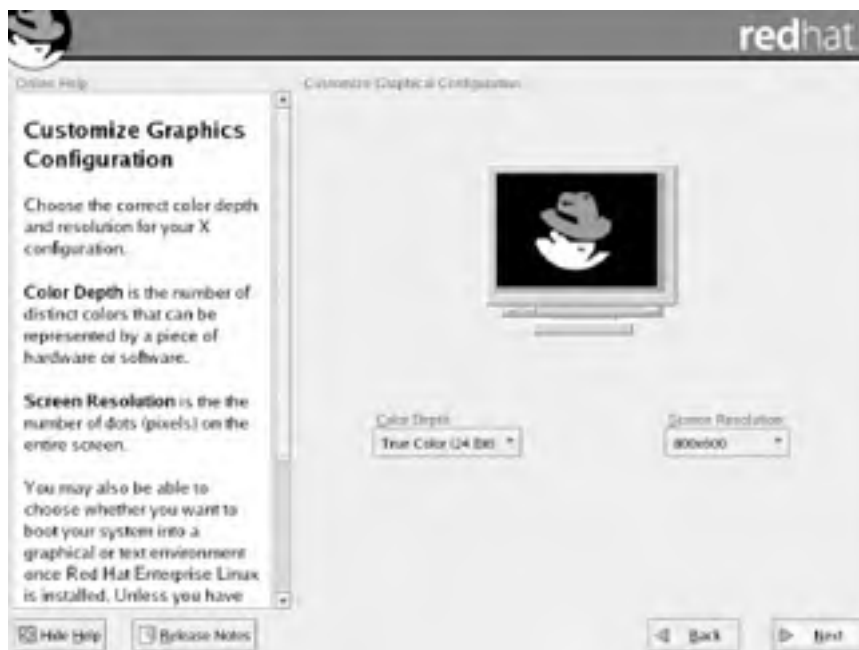 redhat
Online Help
Customize Graphical Configuration
Customize Graphics
Configuration
Choose the correct color depth
and resolution for your X
configuration.
Color Depth is the number of
distinct colors that can be
represented by a piece of
hardware or software.
Screen Resolution is the the
number of dots (pixels) on the
entire screen.
You may also be able to
choose whether you want to
boot your system into a
graphical or text environment
once Red Hat Enterprise Linux
is installed. Unless you have
Color Depth
True Color (24 Bit)
Screen Resolution
800x600
Hide Help
Release Notes
Back
Next